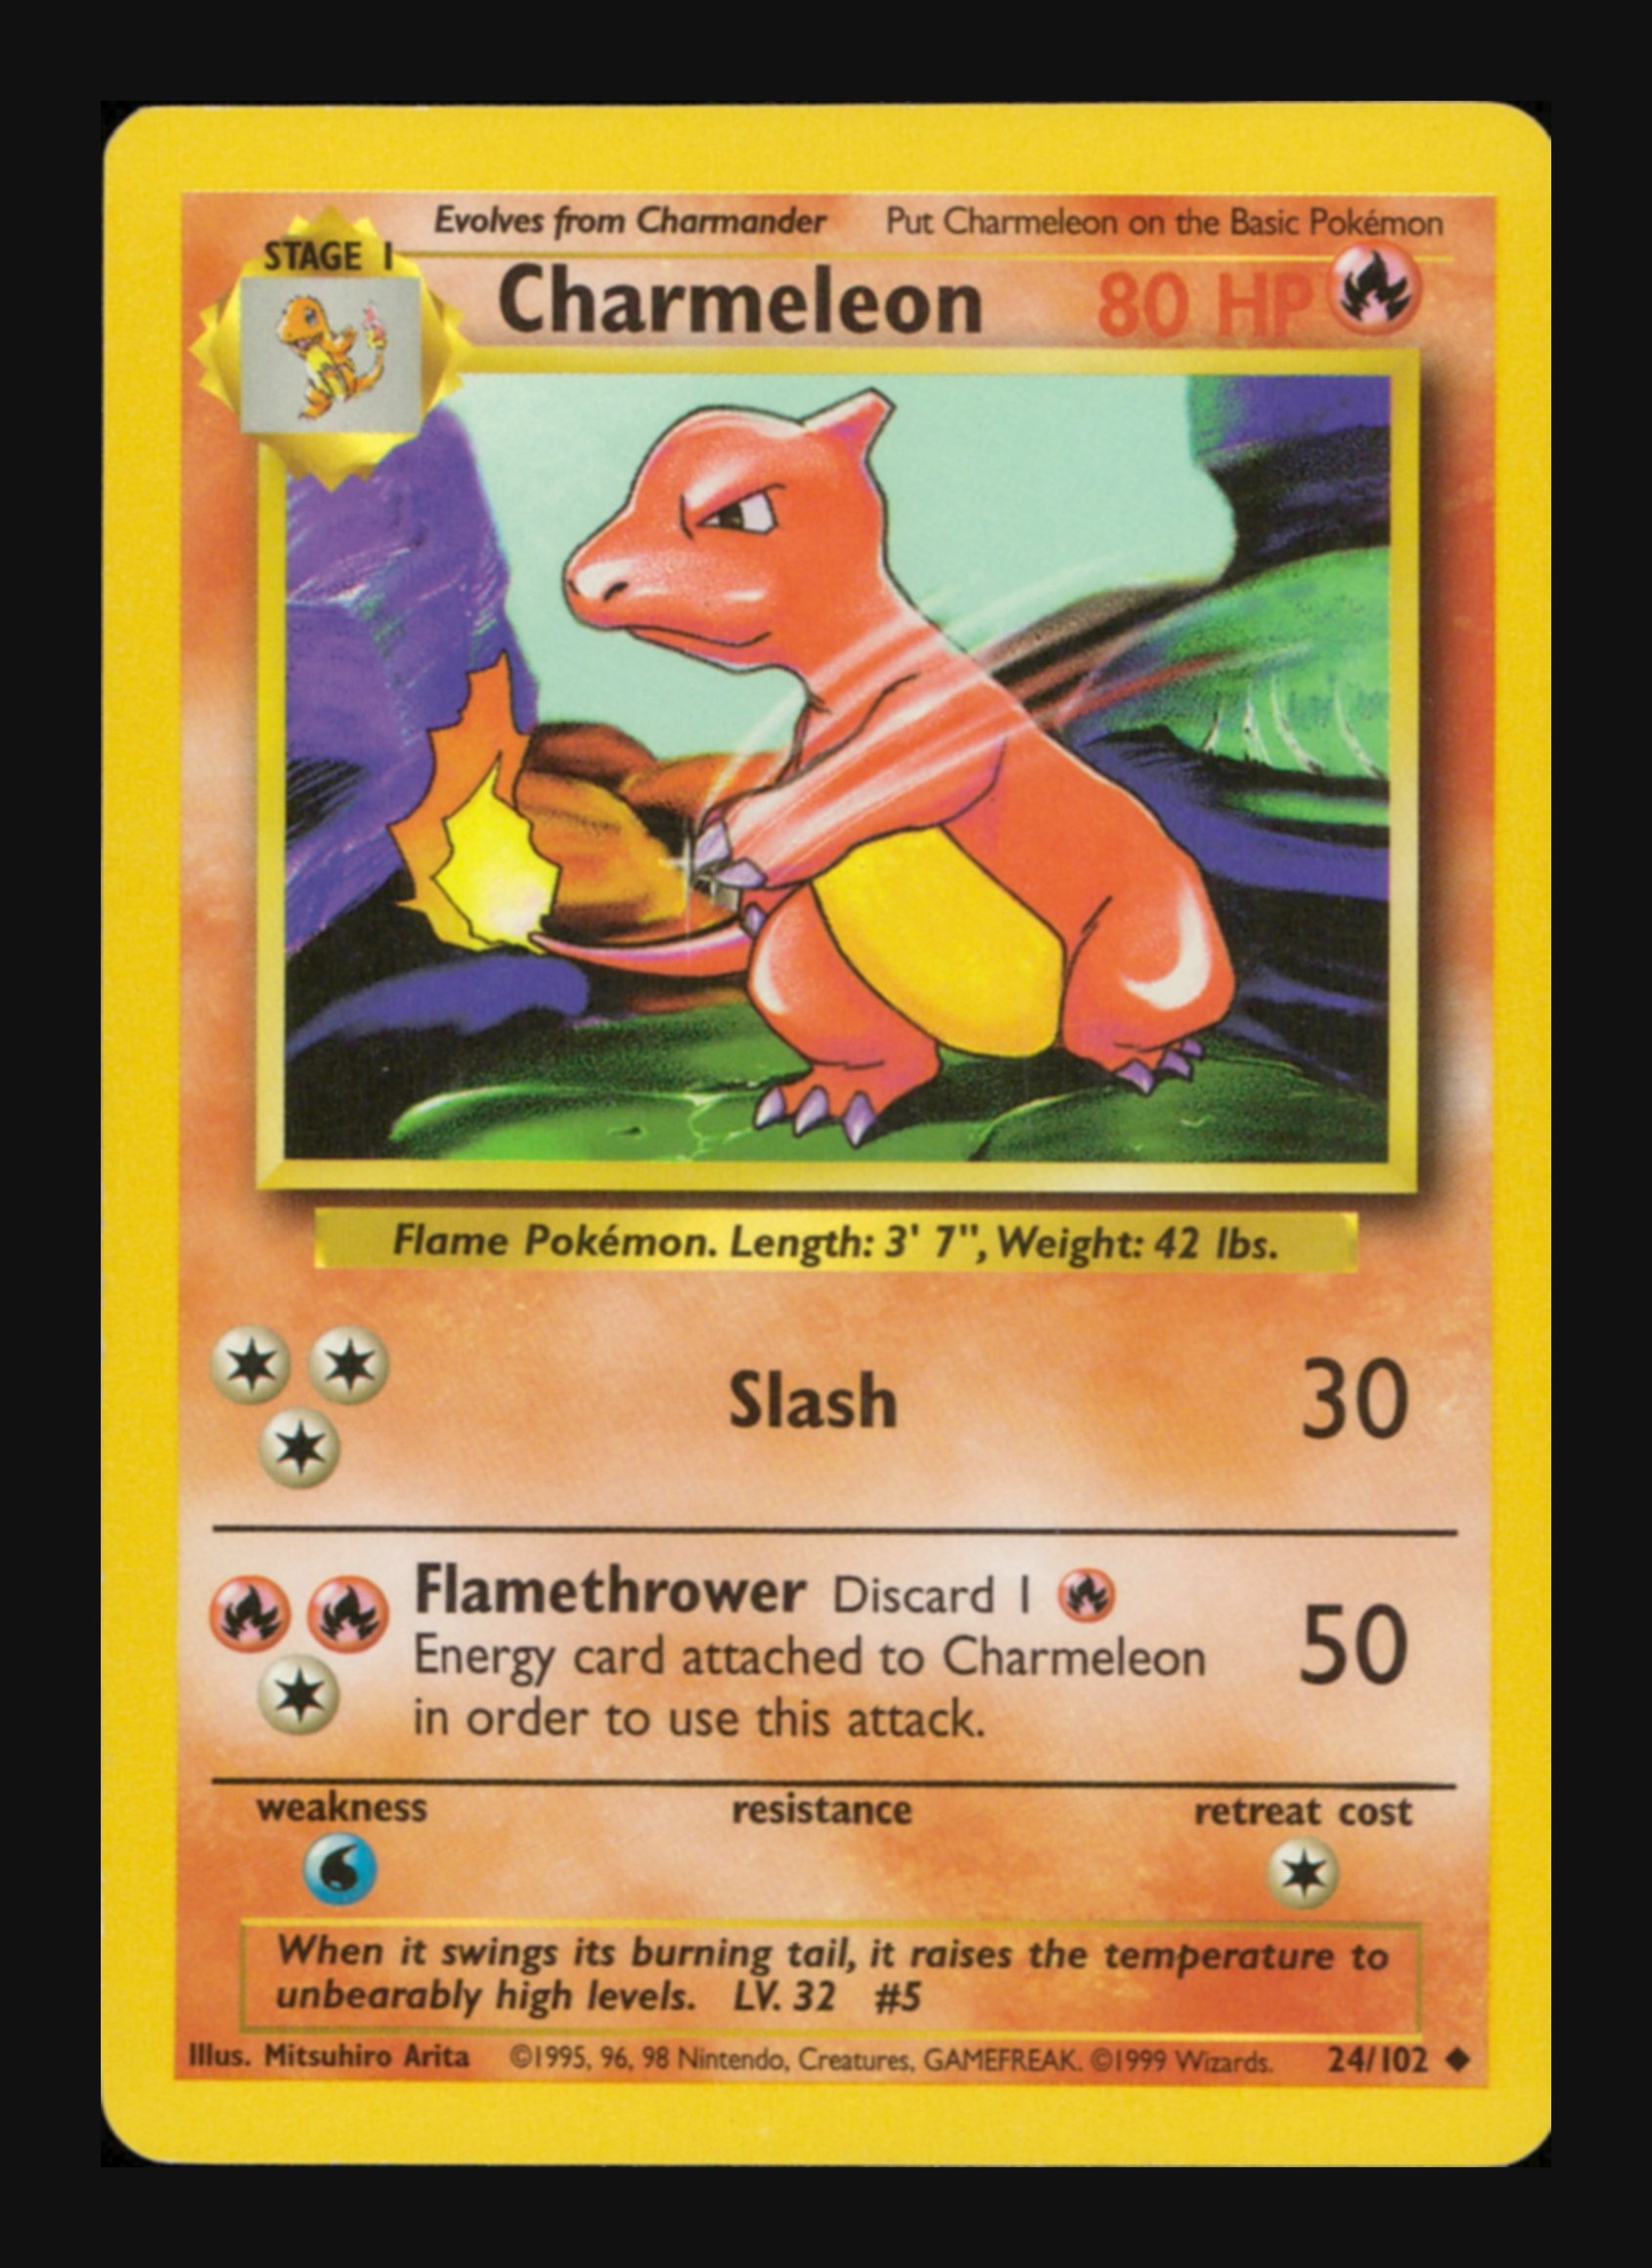 Evolves from Charmander Put Charmeleon on the Basic Pokémon
STAGE 1
Charmeleon 80 HP
Flame Pokémon. Length: 3' 7", Weight: 42 lbs.
Slash 30
Flamethrower Discard 1
Energy card attached to Charmeleon 50
in order to use this attack.
weakness resistance retreat cost
When it swings its burning tail, it raises the temperature to
unbearably high levels. LV. 32 #5
Illus. Mitsuhiro Arita ©1995, 96, 98 Nintendo, Creatures, GAMEFREAK. ©1999 Wizards. 24/102